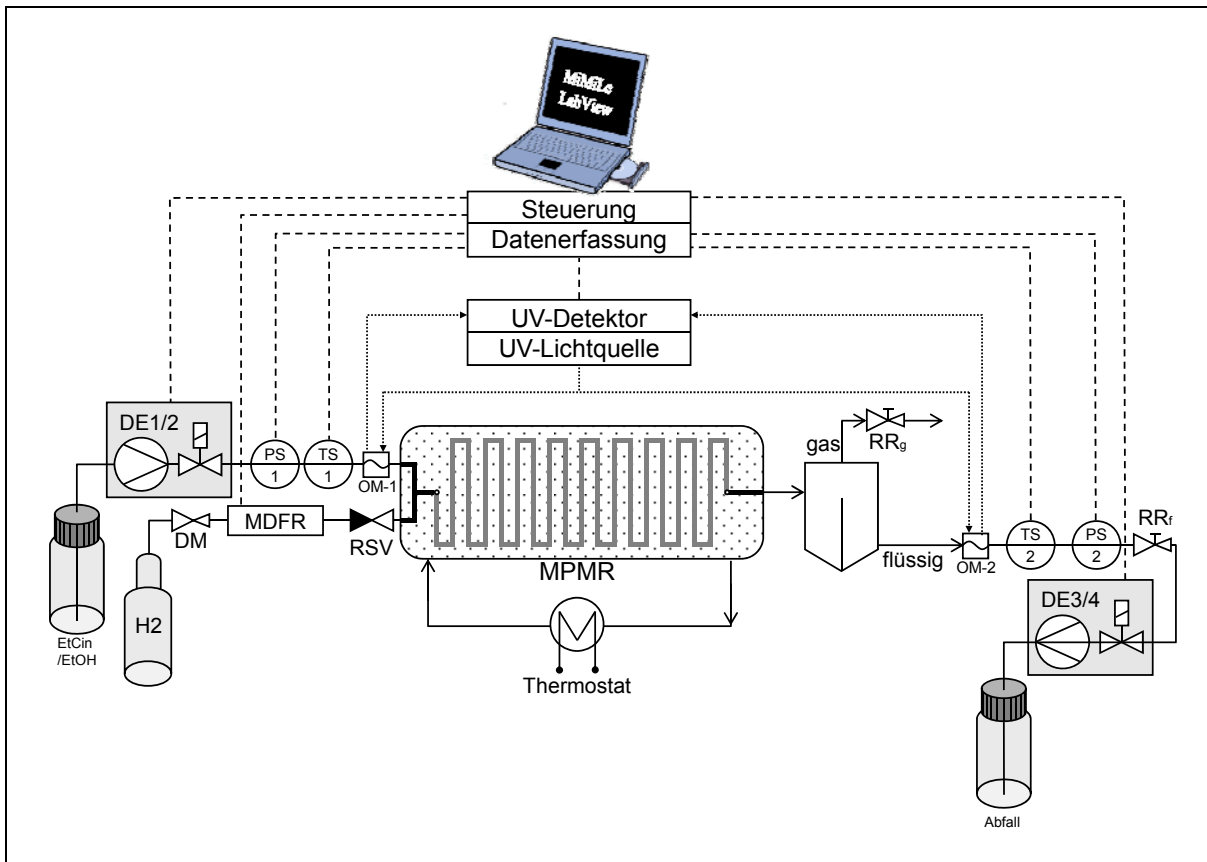 MiMiLe
LabView
Steuerung
Datenerfassung
UV-Detektor
UV-Lichtquelle
DE1/2
PS
1
TS
1
OM-1
gas
RRg
DM
MDFR
RSV
MPMR
flüssig
OM-2
TS
2
PS
2
RRf
H2
EtCin
/EtOH
Thermostat
DE3/4
Abfall